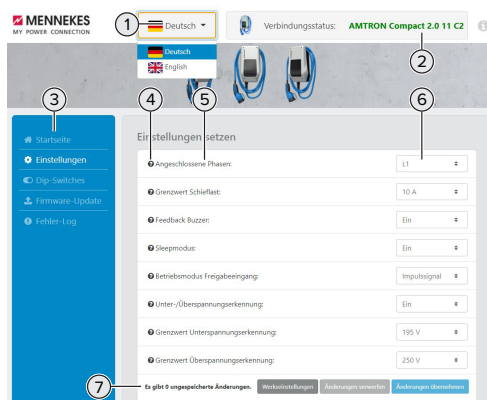 MENNEKES
MY POWER CONNECTION
1
Deutsch
Verbindungsstatus: AMTRON Compact 2.0 11 C2
2
Deutsch
English
3
4
5
6
Startseite
Einstellungen
Dip-Switches
Firmware-Update
Fehler-Log
Einstellungen setzen
Angeschlossene Phasen: L1
Grenzwert Schieflast: 10 A
Feedback Buzzer: Ein
Sleepmodus: Ein
Betriebsmodus Freigabeeingang: Impulssignal
Unter-/Überspannungserkennung: Ein
Grenzwert Unterspannungserkennung: 195 V
Grenzwert Überspannungserkennung: 250 V
7
Es gibt 0 ungespeicherte Änderungen. Werkseinstellungen Änderungen verwerfen Änderungen übernehmen